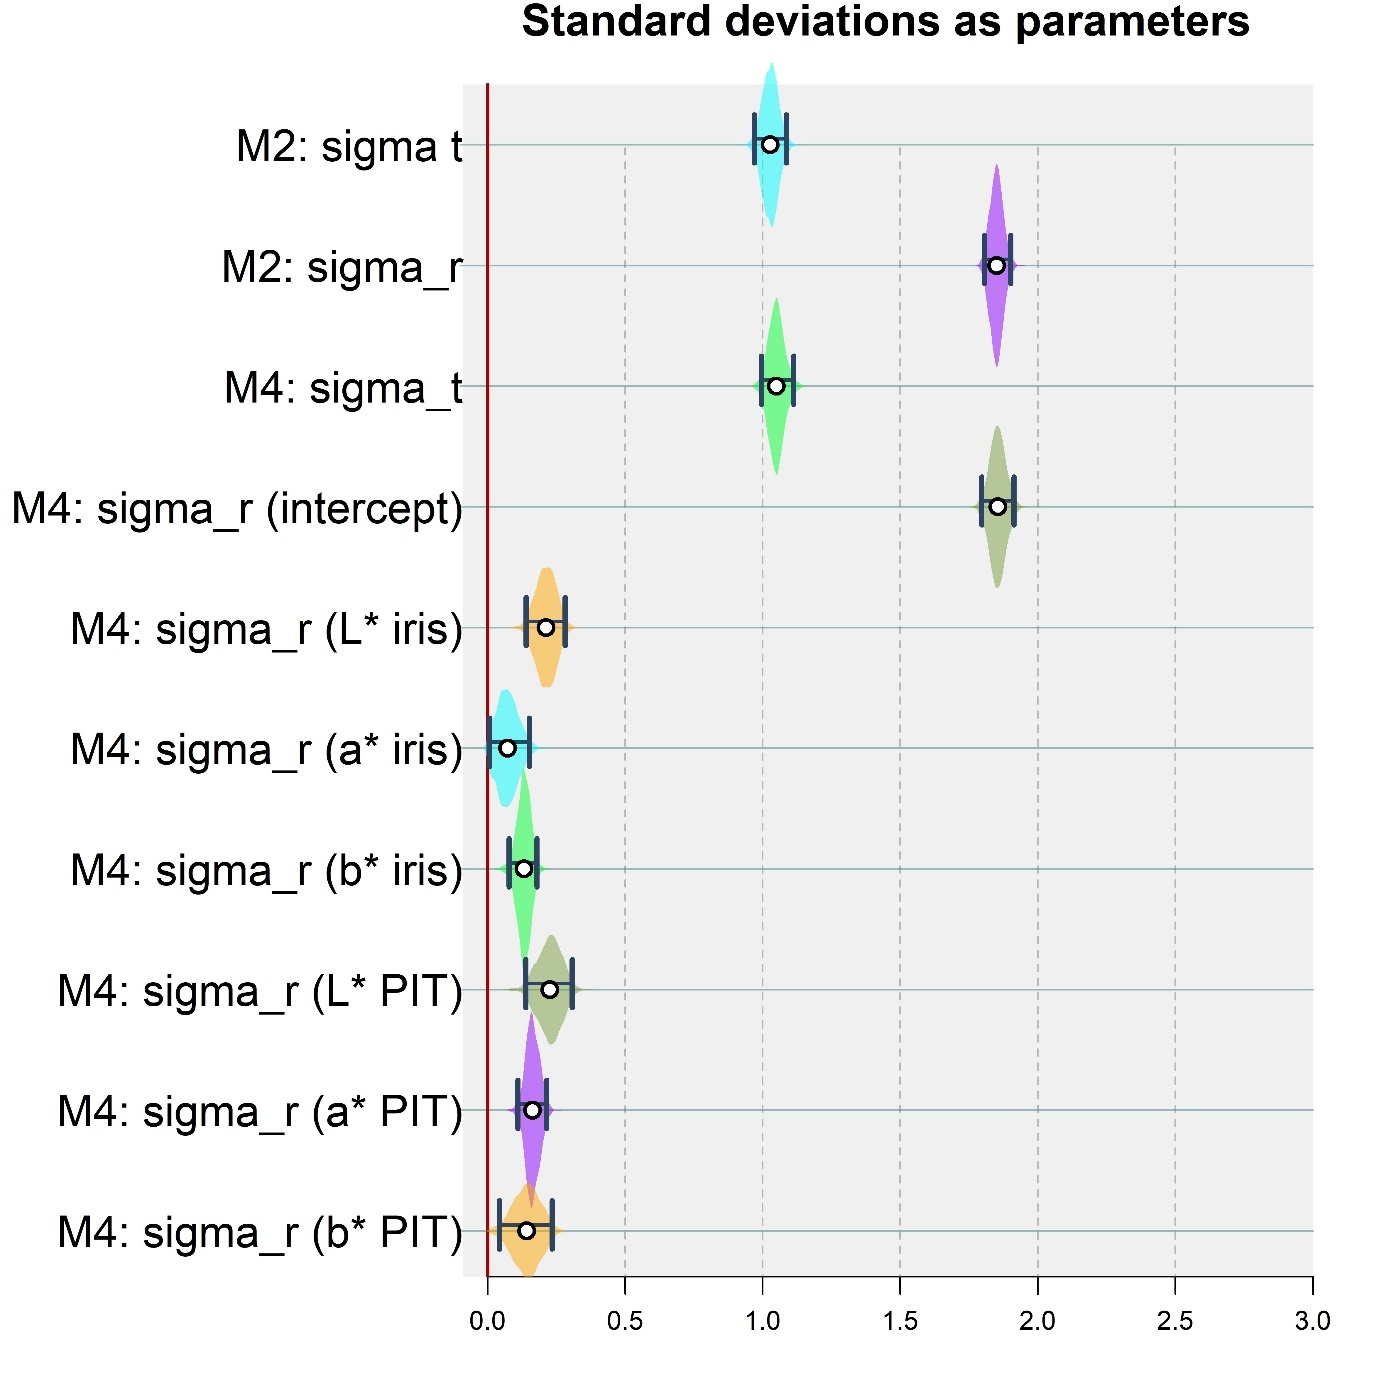 Standard deviations as parameters
M2: sigma t
M2: sigma_r
M4: sigma_t
M4: sigma_r (intercept)
M4: sigma_r (L* iris)
M4: sigma_r (a* iris)
M4: sigma_r (b* iris)
M4: sigma_r (L* PIT)
M4: sigma_r (a* PIT)
M4: sigma_r (b* PIT)
0.0 0.5 1.0 1.5 2.0 2.5 3.0